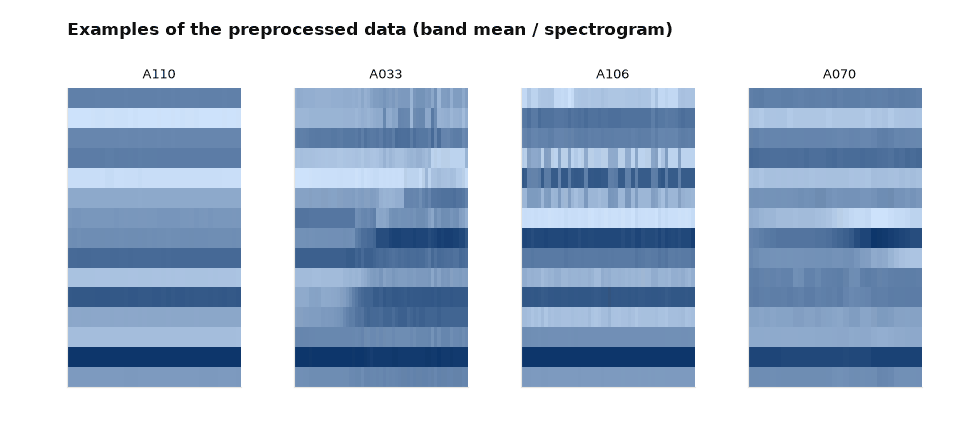 Examples of the preprocessed data (band mean / spectrogram)
A110 A033 A106 A070